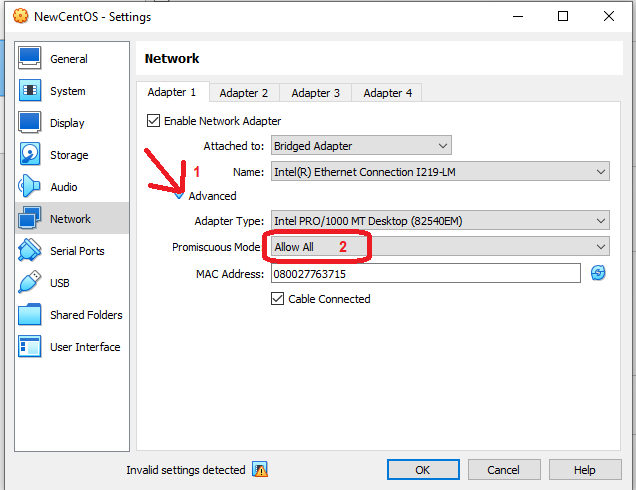 NewCentOS - Settings
General
System
Display
Storage
Audio
Network
Serial Ports
USB
Shared Folders
User Interface
Network
Adapter 1 Adapter 2 Adapter 3 Adapter 4
Enable Network Adapter
Attached to: Bridged Adapter
1 Name: Intel(R) Ethernet Connection I219-LM
Advanced
Adapter Type: Intel PRO/1000 MT Desktop (82540EM)
Promiscuous Mode Allow All 2
MAC Address: 080027763715
Cable Connected
Invalid settings detected OK Cancel Help